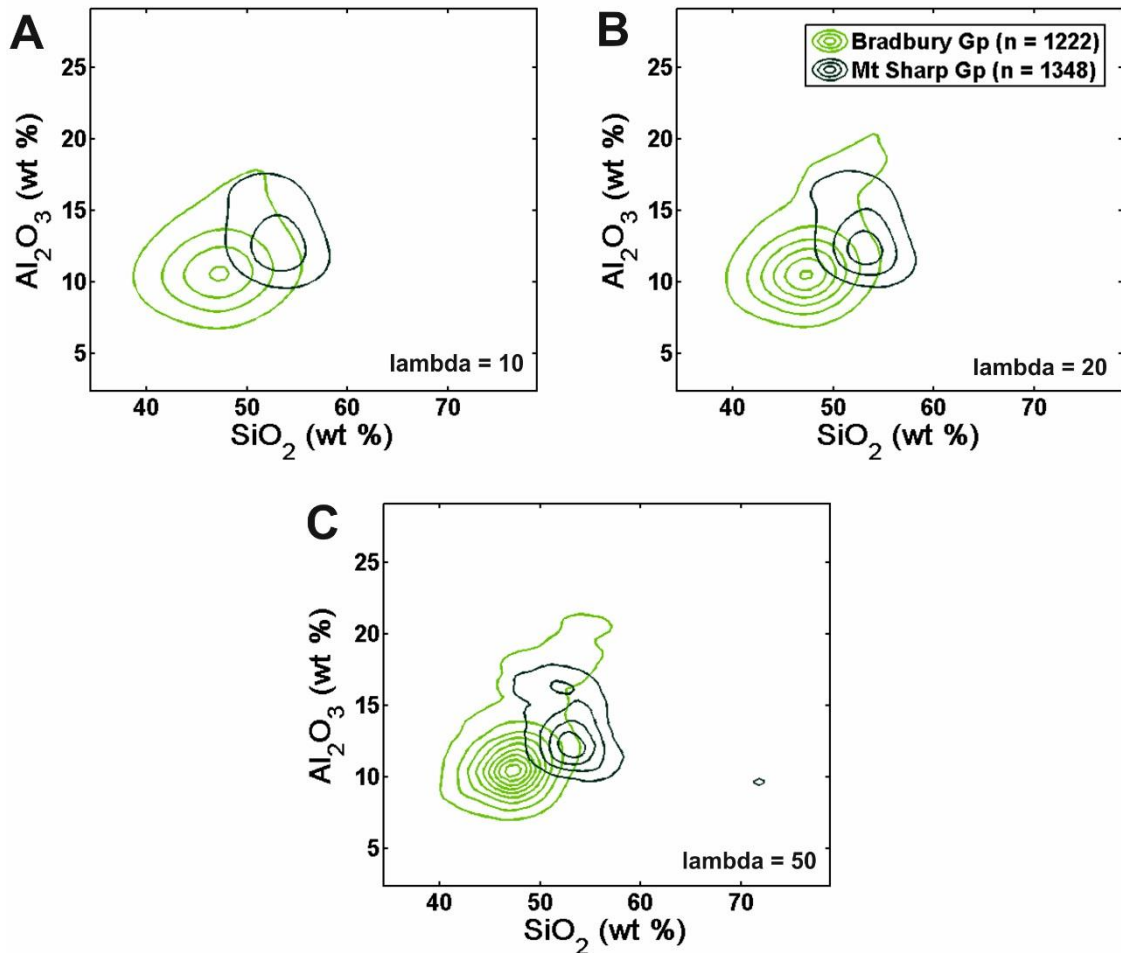 A
25
20
15
10
5
Al₂O₃ (wt %)
40 50 60 70
SiO₂ (wt %)
lambda = 10
B
Bradbury Gp (n = 1222)
Mt Sharp Gp (n = 1348)
25
20
15
10
5
Al₂O₃ (wt %)
40 50 60 70
SiO₂ (wt %)
lambda = 20
C
25
20
15
10
5
Al₂O₃ (wt %)
40 50 60 70
SiO₂ (wt %)
lambda = 50